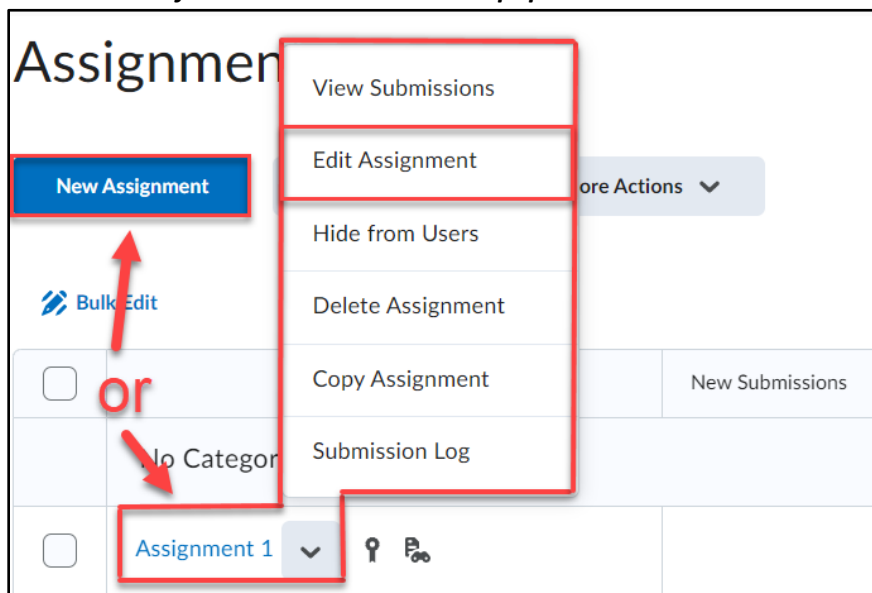 Assignmen
View Submissions
Edit Assignment
New Assignment
ore Actions
Hide from Users
Bulk Edit
Delete Assignment
or
Copy Assignment
New Submissions
No Categor
Submission Log
Assignment 1